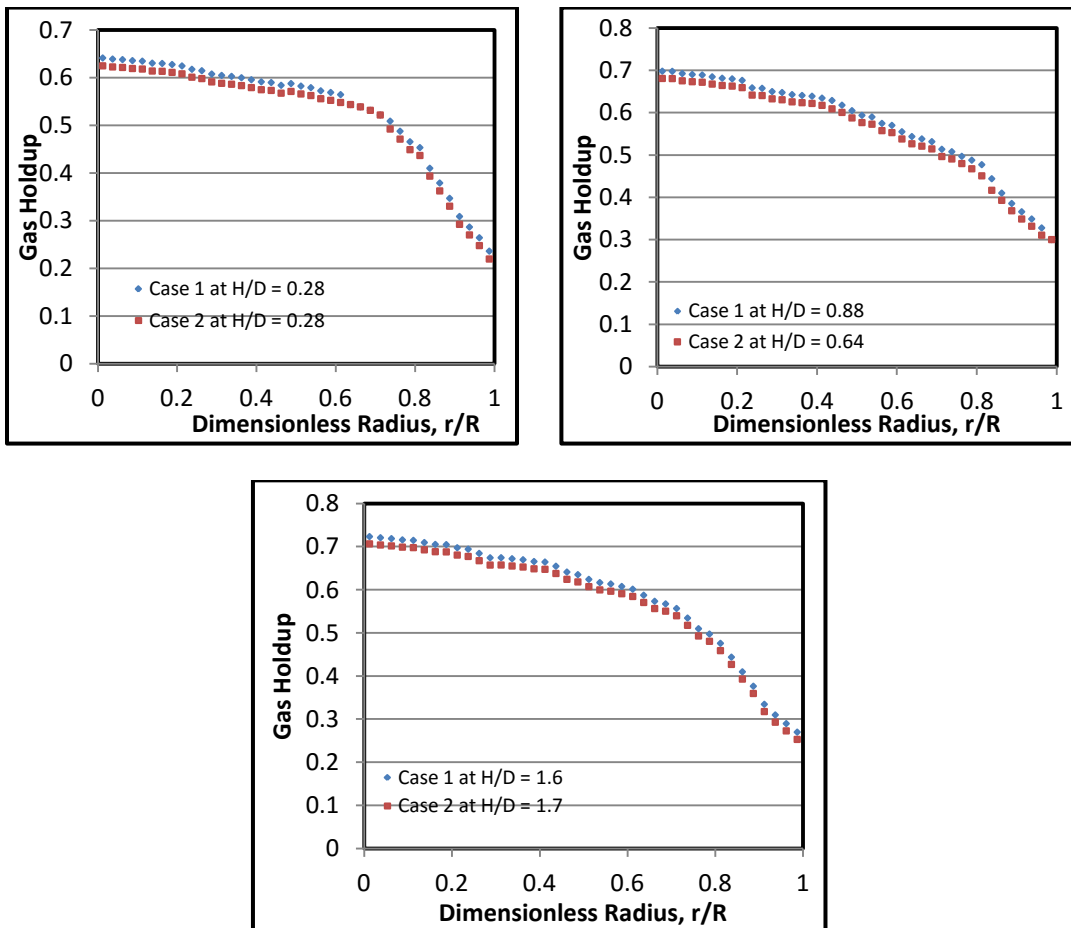 0.7
0.6
0.5
0.4
0.3
0.2
0.1
0
Gas Holdup
Case 1 at H/D = 0.28
Case 2 at H/D = 0.28
0 0.2 0.4 0.6 0.8 1
Dimensionless Radius, r/R
0.8
0.7
0.6
0.5
0.4
0.3
0.2
0.1
0
Gas Holdup
Case 1 at H/D = 0.88
Case 2 at H/D = 0.64
0 0.2 0.4 0.6 0.8 1
Dimensionless Radius, r/R
0.8
0.7
0.6
0.5
0.4
0.3
0.2
0.1
0
Gas Holdup
Case 1 at H/D = 1.6
Case 2 at H/D = 1.7
0 0.2 0.4 0.6 0.8 1
Dimensionless Radius, r/R